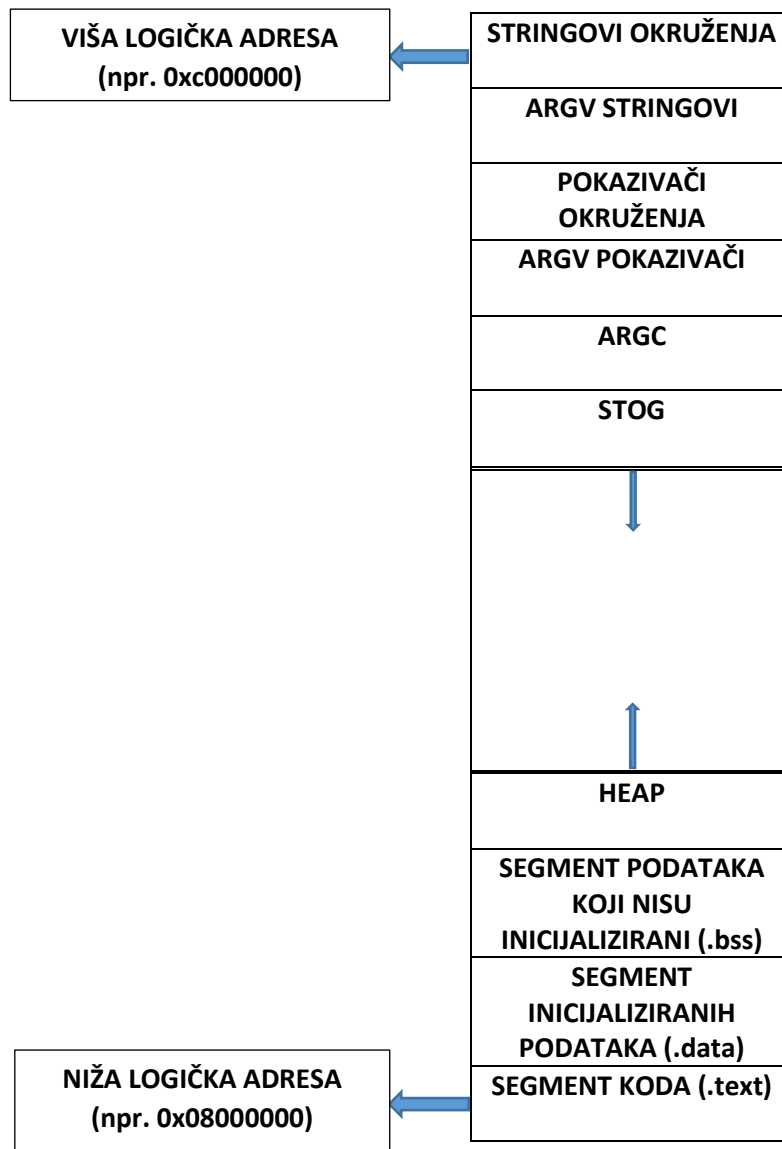 VIŠA LOGIČKA ADRESA
(npr. 0xc000000)
STRINGOVI OKRUŽENJA
ARGV STRINGOVI
POKAZIVAČI
OKRUŽENJA
ARGV POKAZIVAČI
ARGC
STOG
HEAP
SEGMENT PODATAKA
KOJI NISU
INICIJALIZIRANI (.bss)
SEGMENT
INICIJALIZIRANIH
PODATAKA (.data)
SEGMENT KODA (.text)
NIŽA LOGIČKA ADRESA
(npr. 0x08000000)